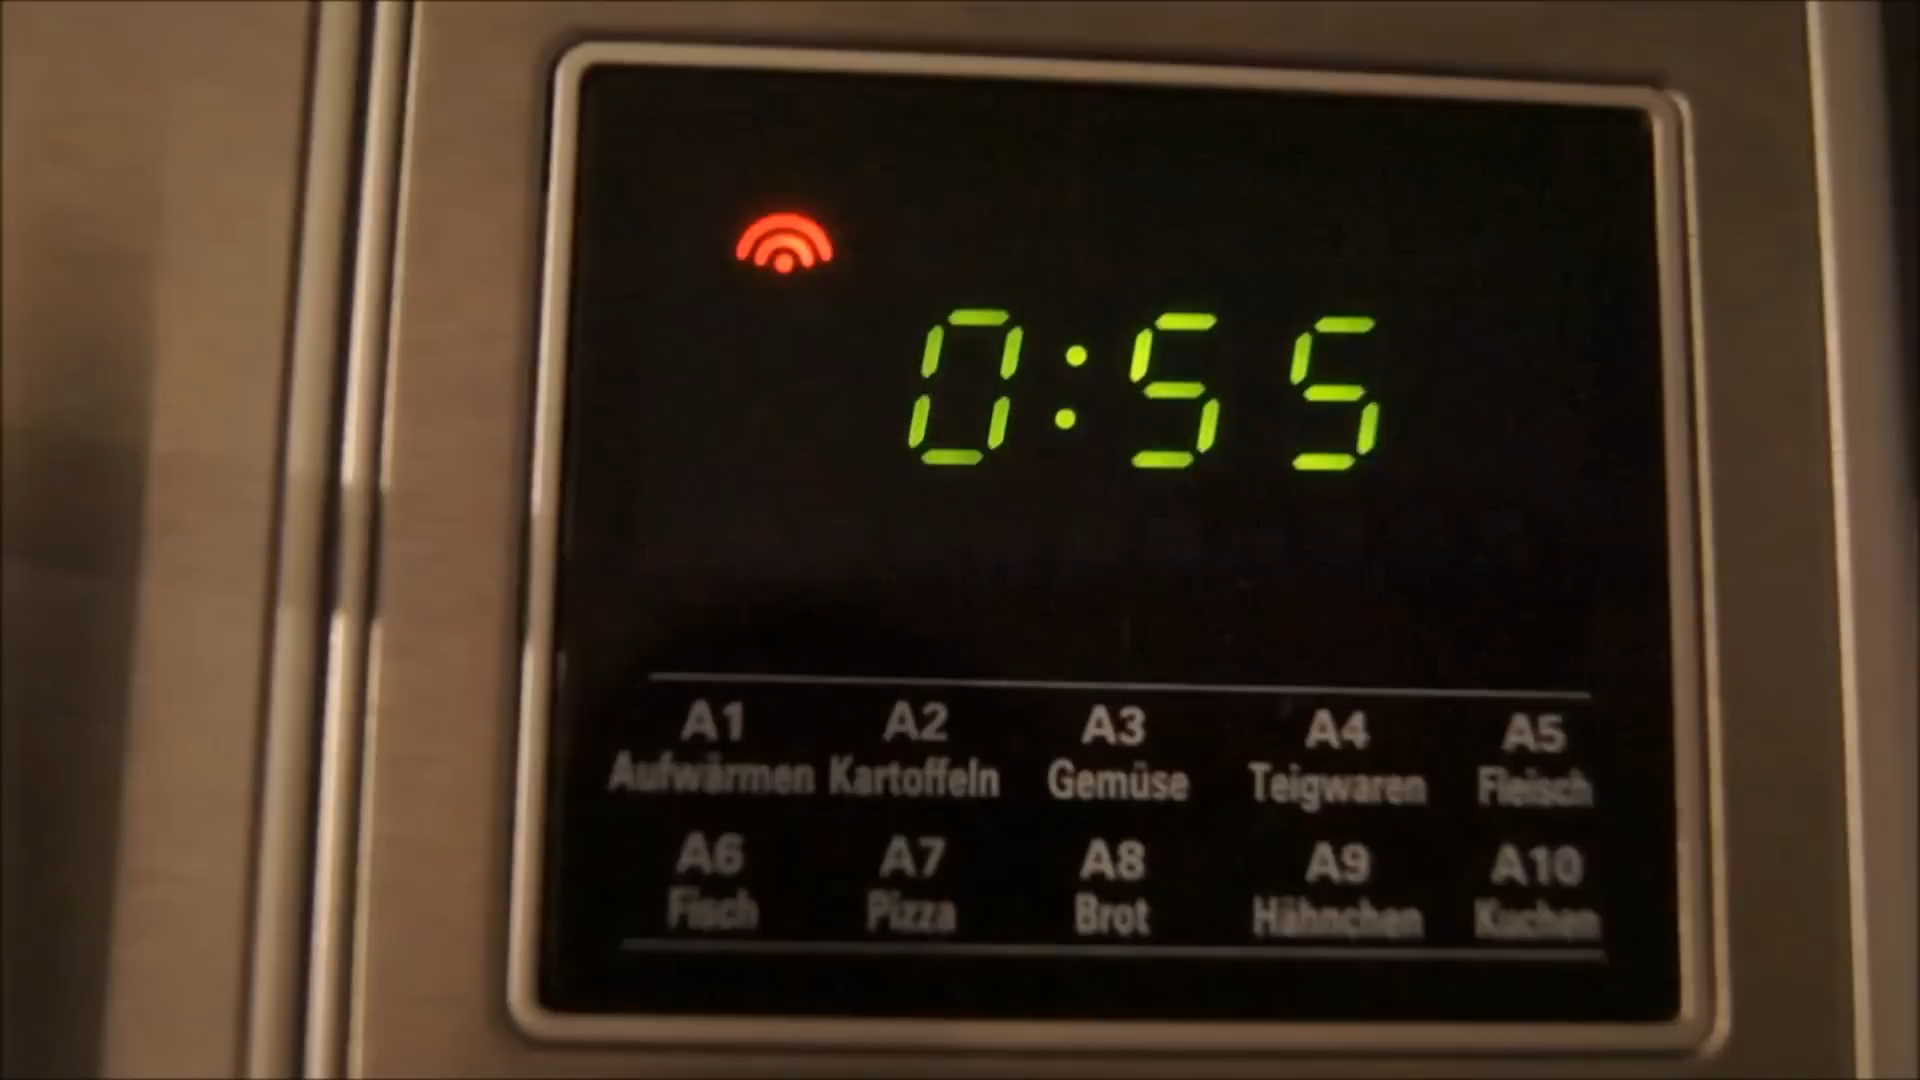 0:55
A1 A2 A3 A4 A5
Aufwärmen Kartoffeln Gemüse Teigwaren Fleisch
A6 A7 A8 A9 A10
Fisch Pizza Brot Hähnchen Kuchen